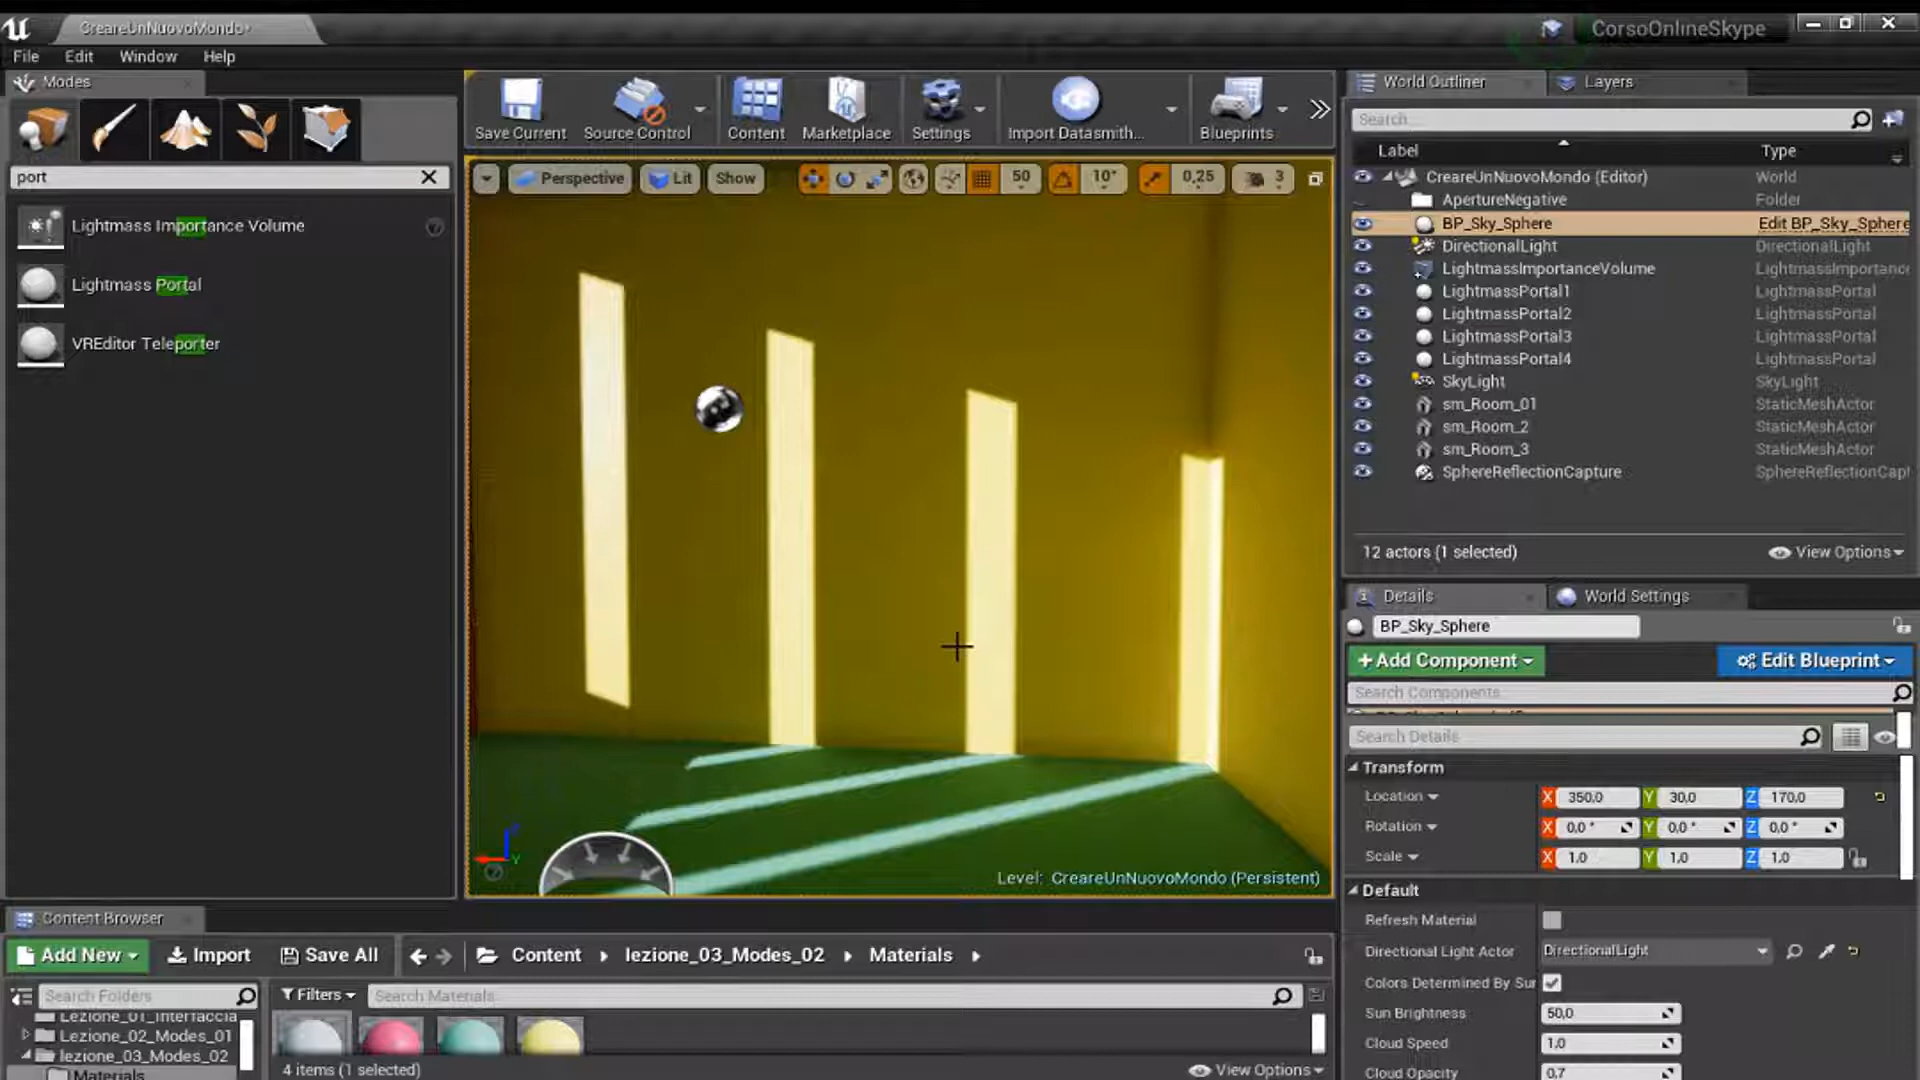 CreareUnNuovoMondo*
CorsoOnlineSkype
File Edit Window Help
Modes
port
Lightmass Importance Volume
Lightmass Portal
VREditor Teleporter
Save Current
Source Control
Content
Marketplace
Settings
Import Datasmith...
Blueprints
Perspective
Lit
Show
50
10°
0,25
3
Level: CreareUnNuovoMondo (Persistent)
World Outliner
Layers
Search...
Label Type
CreareUnNuovoMondo (Editor) World
ApertureNegative Folder
BP_Sky_Sphere Edit BP_Sky_Sphere
DirectionalLight DirectionalLight
LightmassImportanceVolume LightmassImportance
LightmassPortal1 LightmassPortal
LightmassPortal2 LightmassPortal
LightmassPortal3 LightmassPortal
LightmassPortal4 LightmassPortal
SkyLight SkyLight
sm_Room_01 StaticMeshActor
sm_Room_2 StaticMeshActor
sm_Room_3 StaticMeshActor
SphereReflectionCapture SphereReflectionCapt
12 actors (1 selected)
View Options
Details
World Settings
BP_Sky_Sphere
+Add Component
Edit Blueprint
Search Components
Search Details
Transform
Location X 350,0 Y 30,0 Z 170,0
Rotation X 0,0 ° Y 0,0 ° Z 0,0 °
Scale X 1,0 Y 1,0 Z 1,0
Default
Refresh Material
Directional Light Actor DirectionalLight
Colors Determined By Sun
Sun Brightness 50,0
Cloud Speed 1,0
Cloud Opacity 0,7
Content Browser
Add New
Import
Save All
Content
lezione_03_Modes_02
Materials
Search Folders
Filters
Search Materials
Lezione_01_Interfaccia
Lezione_02_Modes_01
lezione_03_Modes_02
Materials
4 items (1 selected)
View Options